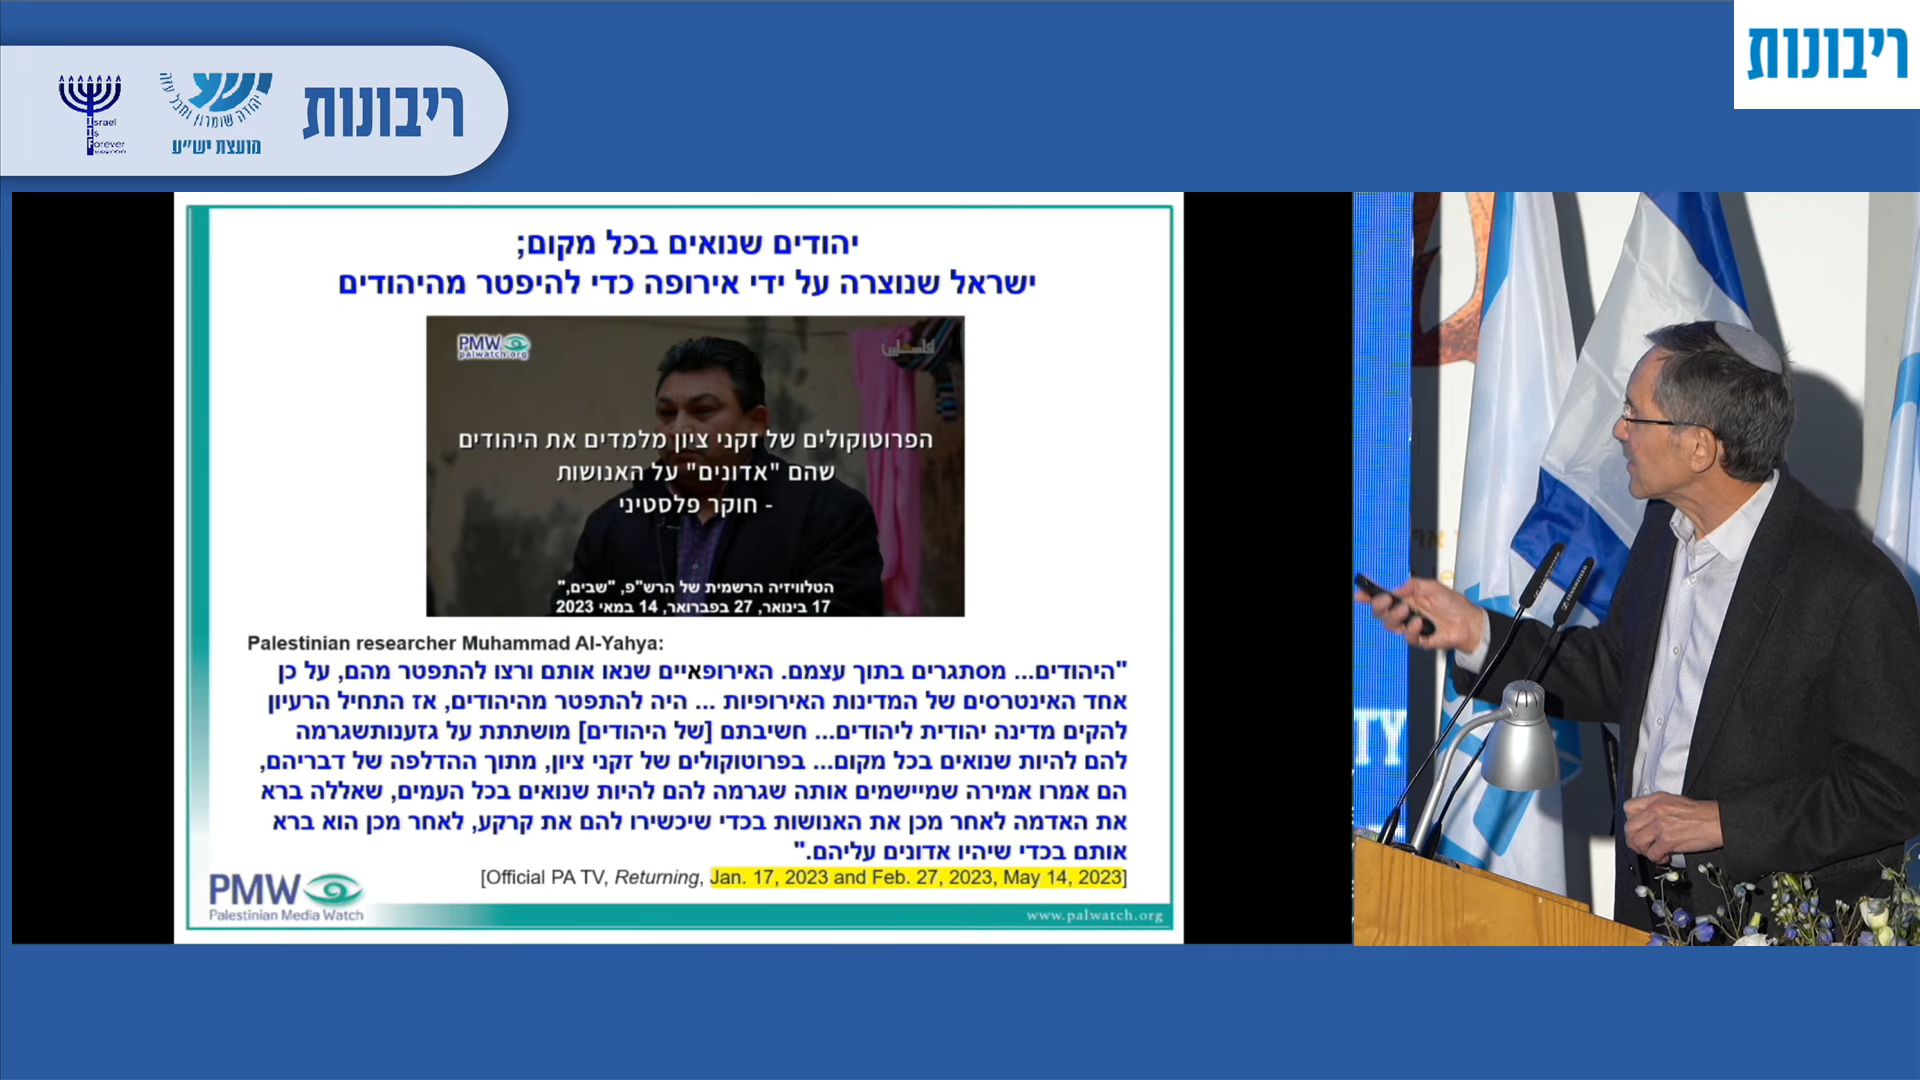 ריבונות
ישע
יהודה שומרון וחבל עזה
מועצת יש״ע
Israel
Is
Forever
ריבונות
יהודים שנואים בכל מקום;
ישראל שנוצרה על ידי אירופה כדי להיפטר מהיהודים
PMW
palwatch.org
فلسطين
הפרוטוקולים של זקני ציון מלמדים את היהודים
שהם "אדונים" על האנושות
- חוקר פלסטיני
הטלוויזיה הרשמית של הרש"פ, "שבים,"
17 בינואר, 27 בפברואר, 14 במאי 2023
Palestinian researcher Muhammad Al-Yahya:
"היהודים... מסתגרים בתוך עצמם. האירופאיים שנאו אותם ורצו להתפטר מהם, על כן
אחד האינטרסים של המדינות האירופיות ... היה להתפטר מהיהודים, אז התחיל הרעיון
להקים מדינה יהודית ליהודים... חשיבתם [של היהודים] מושתתת על גזענותשגרמה
להם להיות שנואים בכל מקום... בפרוטוקולים של זקני ציון, מתוך ההדלפה של דבריהם,
הם אמרו אמירה שמיישמים אותה שגרמה להם להיות שנואים בכל העמים, שאללה ברא
את האדמה לאחר מכן את האנושות בכדי שיכשירו להם את קרקע, לאחר מכן הוא ברא
אותם בכדי שיהיו אדונים עליהם."
[Official PA TV, Returning, Jan. 17, 2023 and Feb. 27, 2023, May 14, 2023]
PMW
Palestinian Media Watch
www.palwatch.org
TY
SENNHEISER